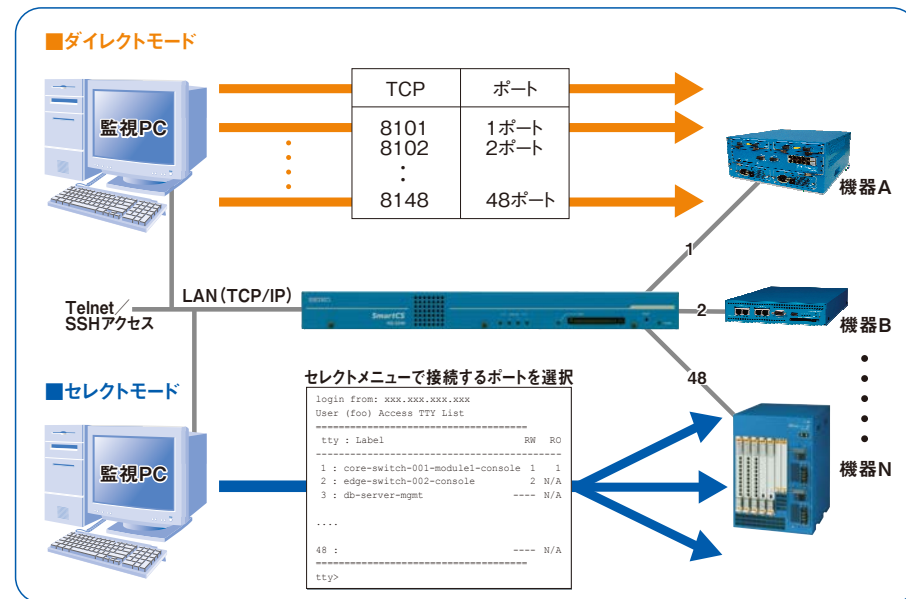 ■ダイレクトモード
監視PC
TCP ポート
8101 1ポート
8102 2ポート
:
8148 48ポート
機器A
1
Telnet/
SSHアクセス
LAN(TCP/IP)
SEIKO
SmartCS
2
機器B
48
機器N
■セレクトモード
監視PC
セレクトメニューで接続するポートを選択
login from: xxx.xxx.xxx.xxx
User (foo) Access TTY List
=====================================
tty : Label RW RO
-------------------------------------
1 : core-switch-001-module1-console 1 1
2 : edge-switch-002-console 2 N/A
3 : db-server-mgmt ---- N/A
....
48 : ---- N/A
=====================================
tty>